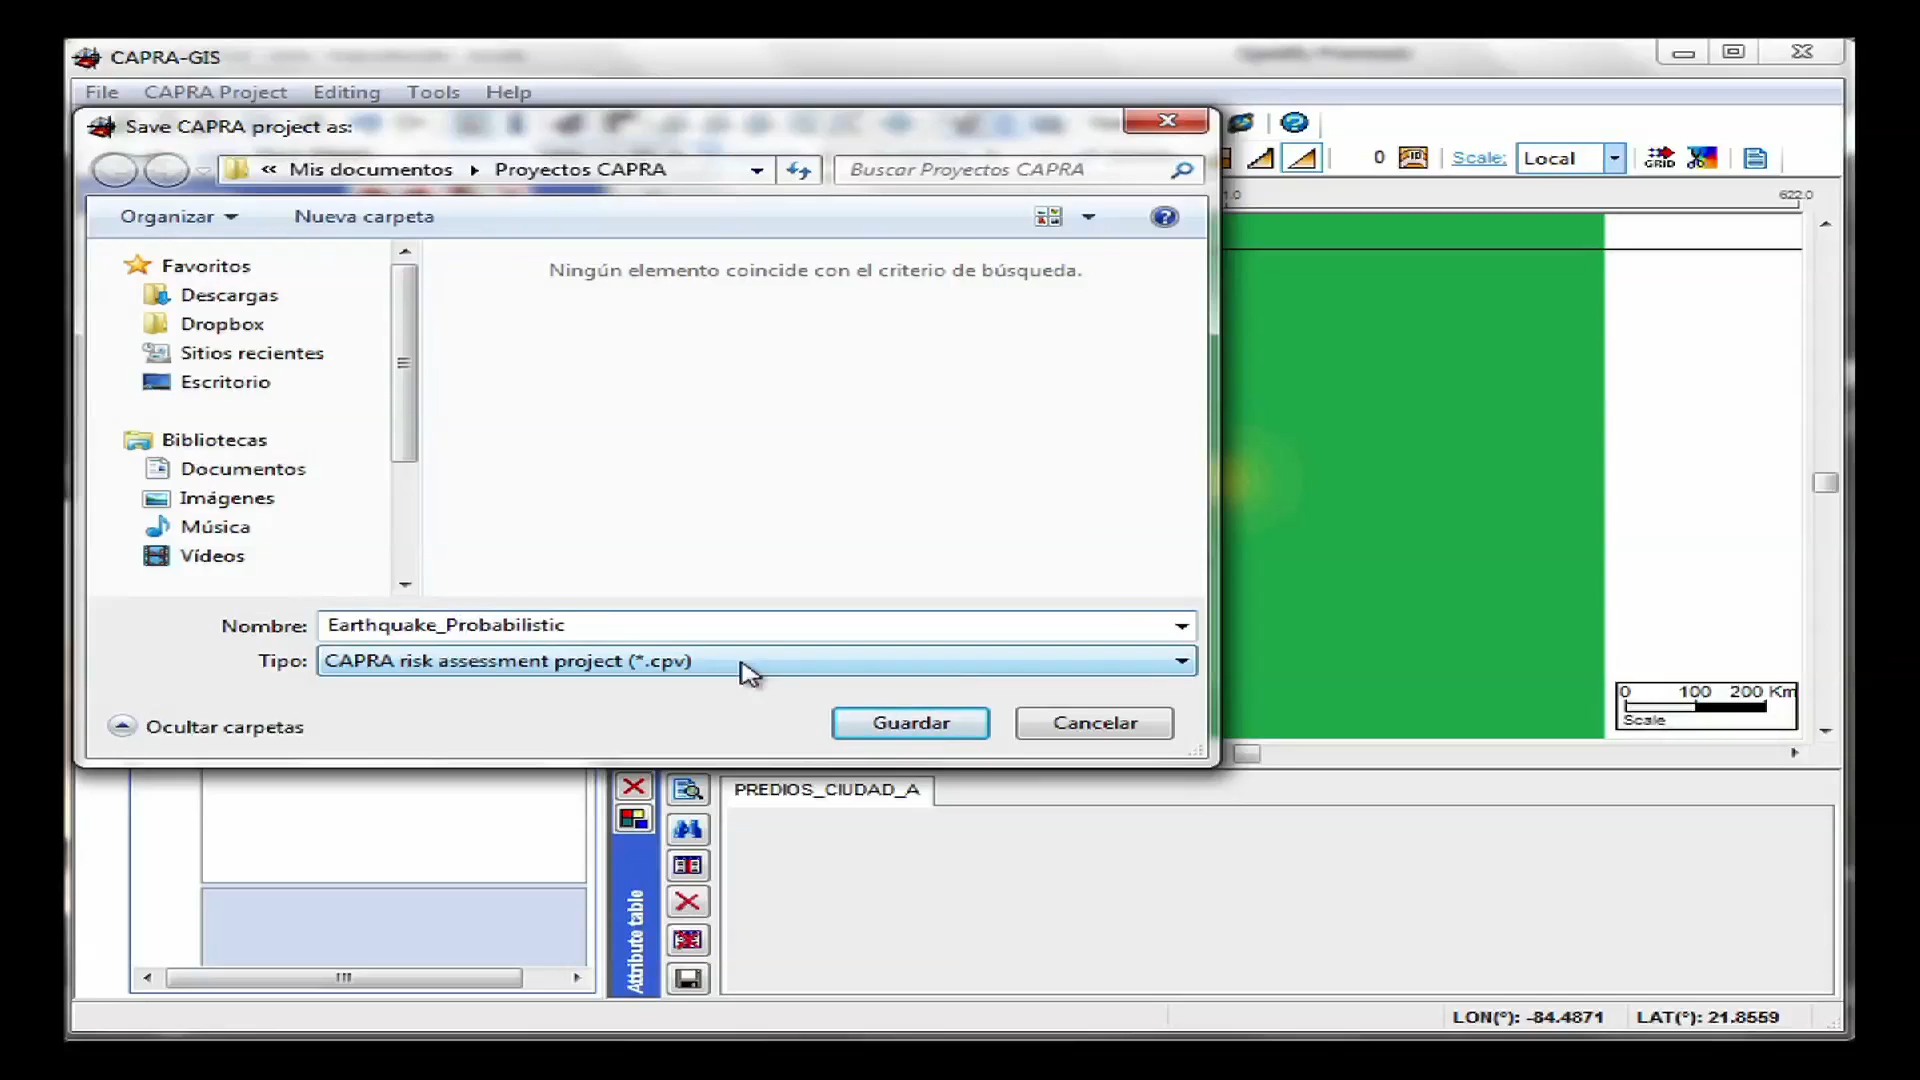 CAPRA-GIS
File CAPRA Project Editing Tools Help
Save CAPRA project as:
« Mis documentos Proyectos CAPRA
Buscar Proyectos CAPRA
0 Scale: Local GRID
Organizar Nueva carpeta
622.0
Ningún elemento coincide con el criterio de búsqueda.
Favoritos
Descargas
Dropbox
Sitios recientes
Escritorio
Bibliotecas
Documentos
Imágenes
Música
Vídeos
Nombre: Earthquake_Probabilistic
Tipo: CAPRA risk assessment project (*.cpv)
Ocultar carpetas
Guardar
Cancelar
0 100 200 Km
Scale
PREDIOS_CIUDAD_A
Attribute table
LON(°): -84.4871 LAT(°): 21.8559